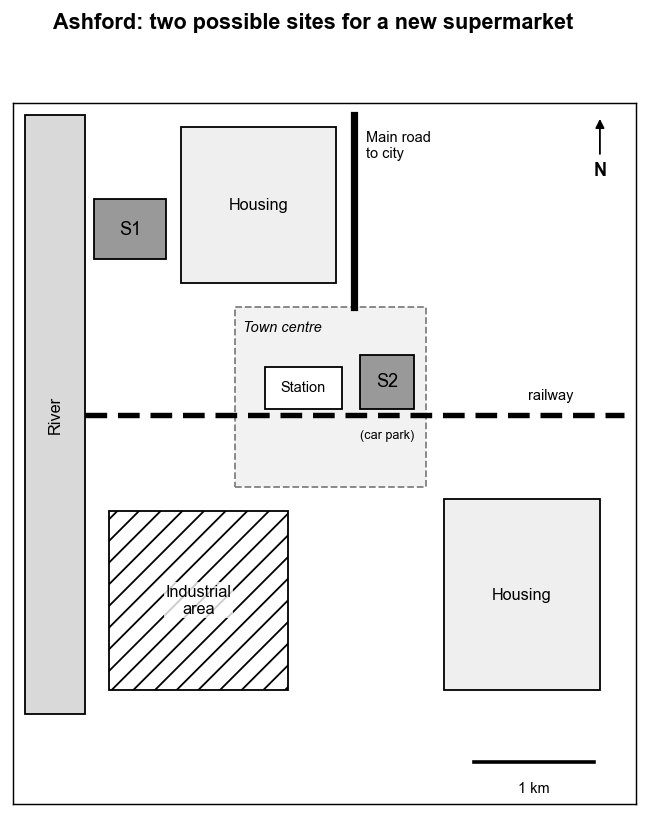 Ashford: two possible sites for a new supermarket
Main road
to city
N
Housing
S1
Town centre
Station
S2
railway
River
(car park)
Industrial
area
Housing
1 km